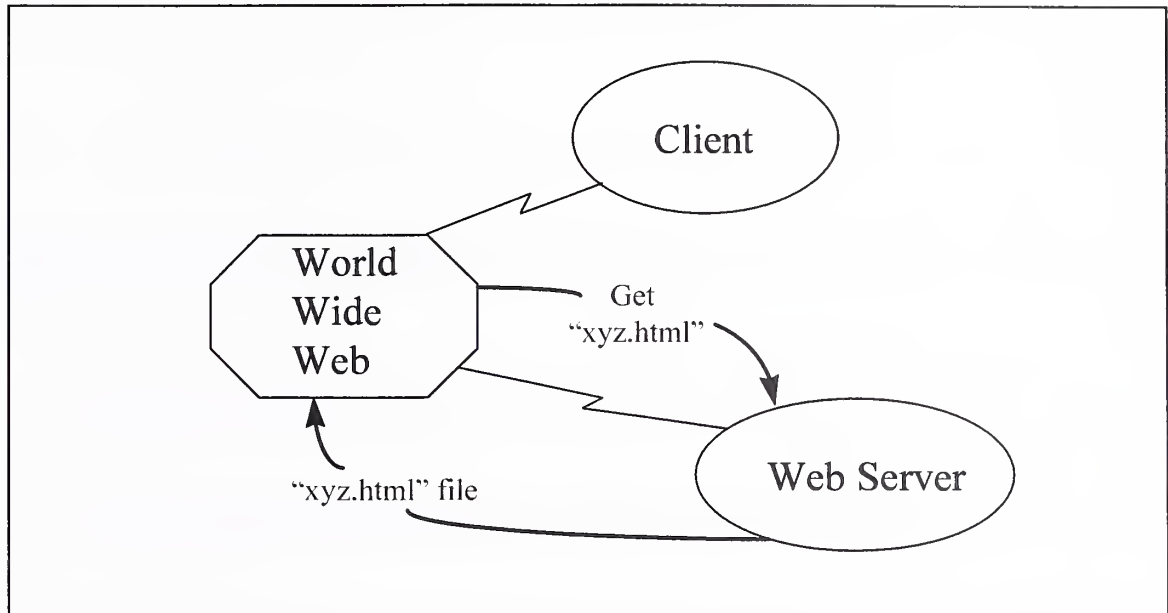 Client
World
Wide
Web
Get
“xyz.html”
Web Server
“xyz.html” file